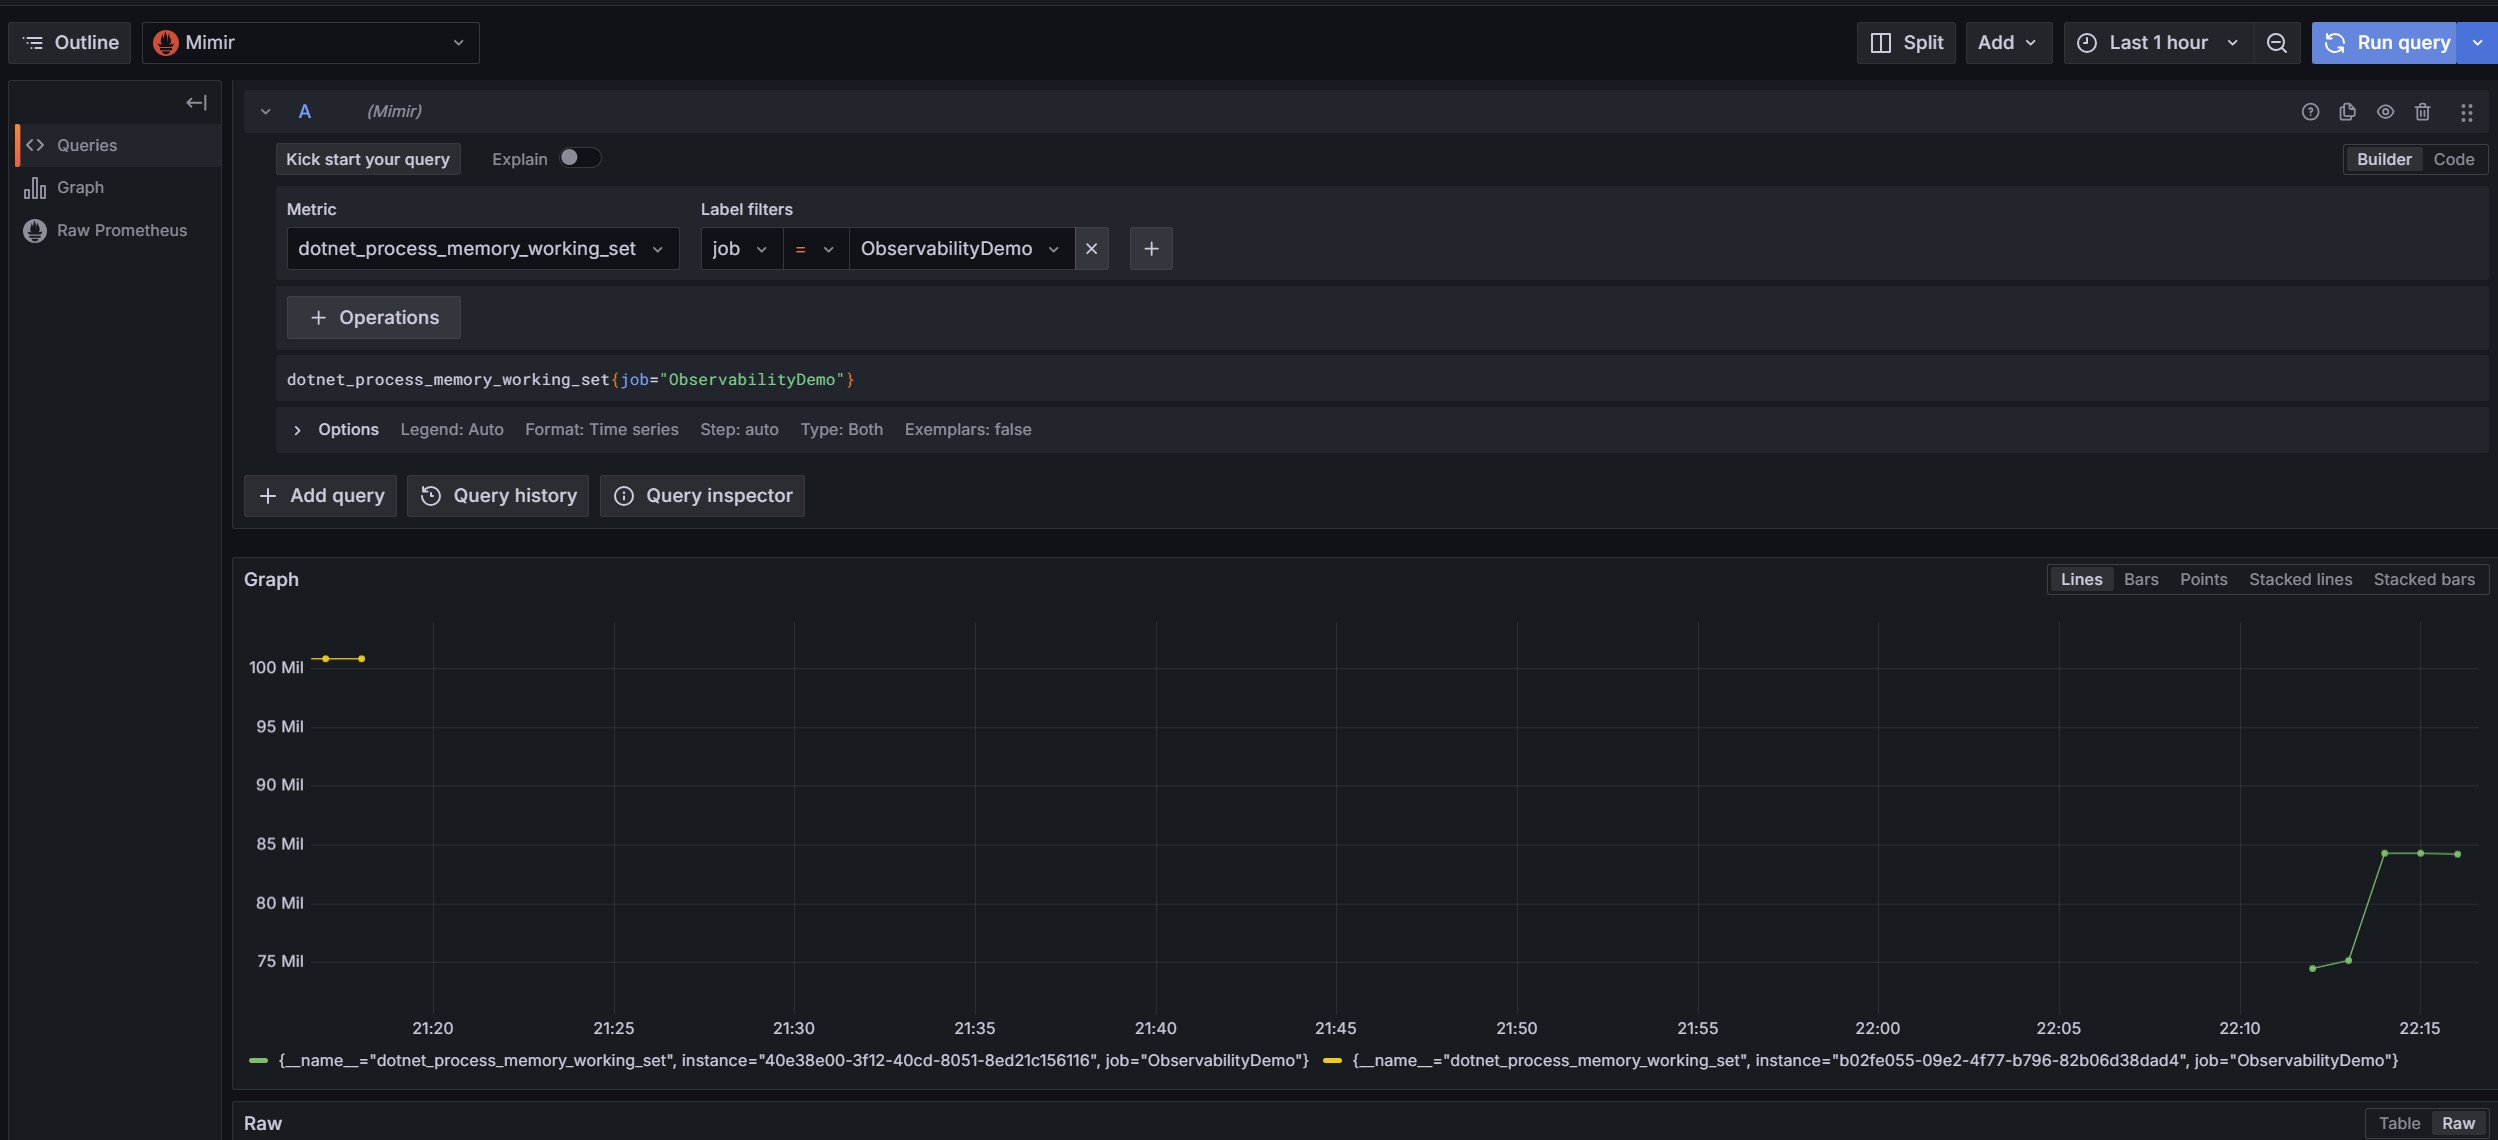 Outline
Mimir
Split
Add
Last 1 hour
Run query
Queries
Graph
Raw Prometheus
A (Mimir)
Kick start your query
Explain
Builder
Code
Metric
Label filters
dotnet_process_memory_working_set
job
=
ObservabilityDemo
Operations
dotnet_process_memory_working_set{job="ObservabilityDemo"}
Options Legend: Auto Format: Time series Step: auto Type: Both Exemplars: false
Add query
Query history
Query inspector
Graph
Lines
Bars
Points
Stacked lines
Stacked bars
100 Mil
95 Mil
90 Mil
85 Mil
80 Mil
75 Mil
21:20
21:25
21:30
21:35
21:40
21:45
21:50
21:55
22:00
22:05
22:10
22:15
{__name__="dotnet_process_memory_working_set", instance="40e38e00-3f12-40cd-8051-8ed21c156116", job="ObservabilityDemo"}
{__name__="dotnet_process_memory_working_set", instance="b02fe055-09e2-4f77-b796-82b06d38dad4", job="ObservabilityDemo"}
Raw
Table
Raw